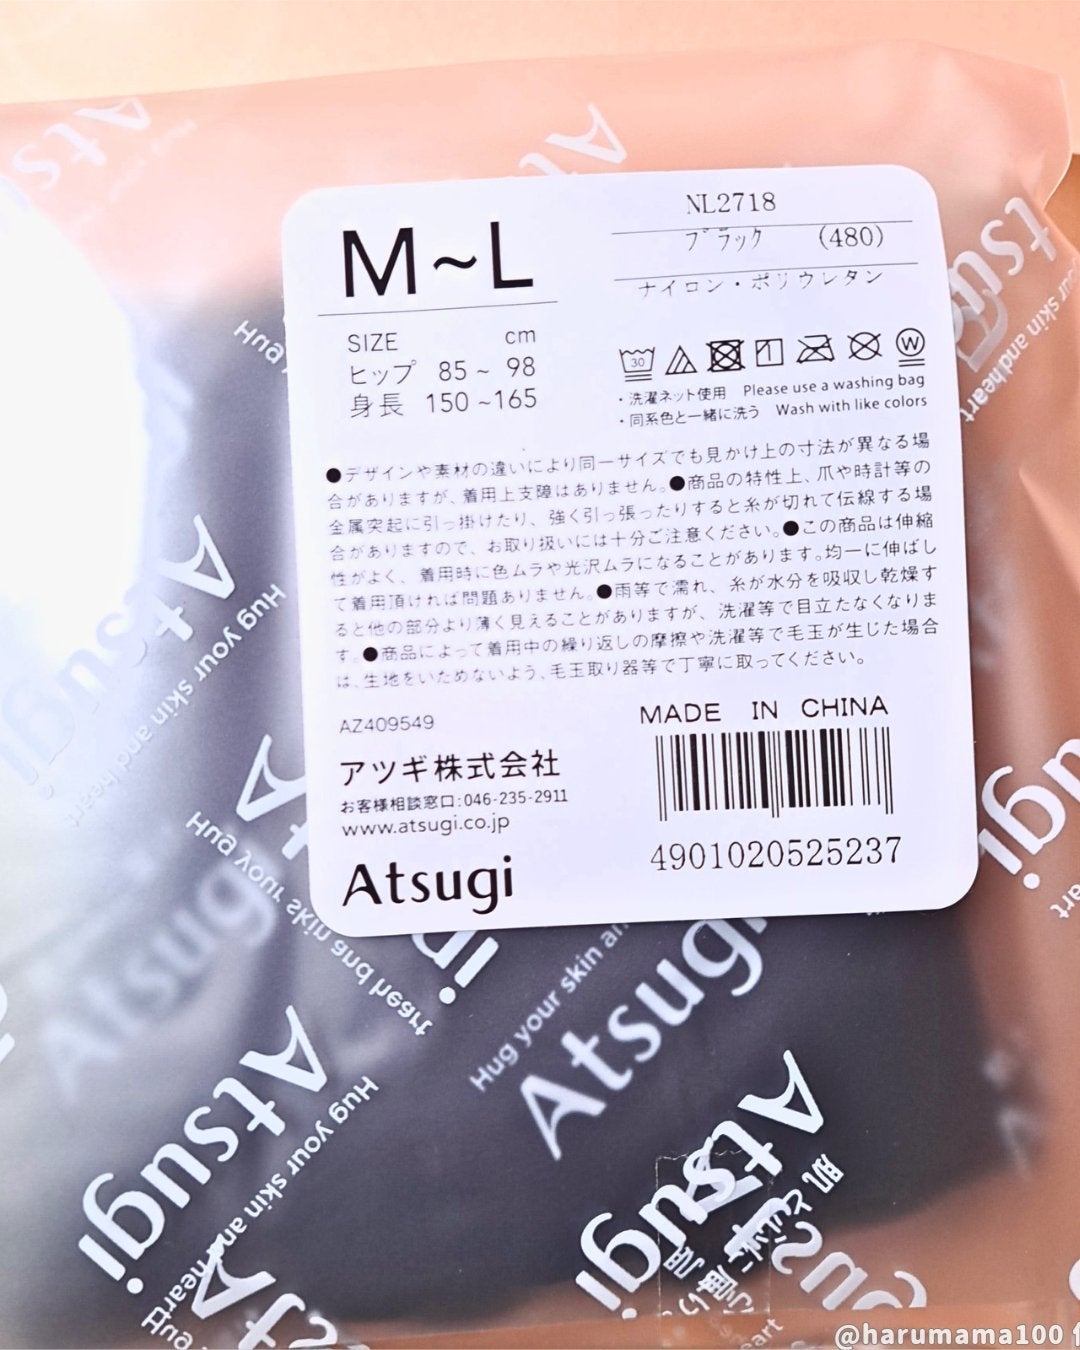 M~L
NL2718
ブラック (480)
ナイロン・ポリウレタン
SIZE cm
ヒップ 85~ 98
身長 150~165
30
W
・洗濯ネット使用 Please use a washing bag
・同系色と一緒に洗う Wash with like colors
●デザインや素材の違いにより同一サイズでも見かけ上の寸法が異なる場
合がありますが、着用上支障はありません。●商品の特性上、爪や時計等の
金属突起に引っ掛けたり、強く引っ張ったりすると糸が切れて伝線する場
合がありますので、お取り扱いには十分ご注意ください。●この商品は伸縮
性がよく、着用時に色ムラや光沢ムラになることがあります。均一に伸ばし
て着用頂ければ問題ありません。●雨等で濡れ、糸が水分を吸収し乾燥す
ると他の部分より薄く見えることがありますが、洗濯等で目立たなくなりま
す。●商品によって着用中の繰り返しの摩擦や洗濯等で毛玉が生じた場合
は、生地をいためないよう、毛玉取り器等で丁寧に取ってください。
AZ409549
MADE IN CHINA
アツギ株式会社
お客様相談窓口:046-235-2911
www.atsugi.co.jp
Atsugi
4901020525237
Atsugi
Hug your skin and heart
Atsugi
Hug your skin and heart
Atsugi
Hug your skin
Atsugi
Hug your skin and heart
Atsugi
@harumama100